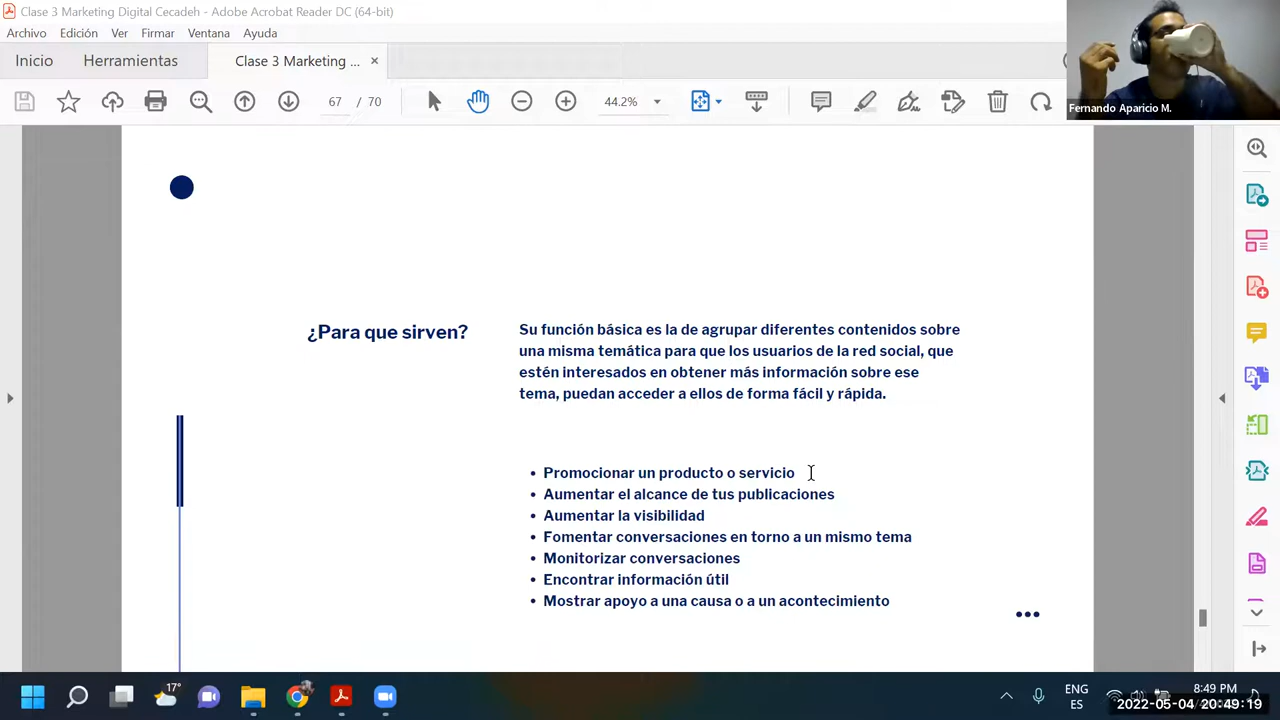 Clase 3 Marketing Digital Cecadeh - Adobe Acrobat Reader DC (64-bit)
Archivo Edición Ver Firmar Ventana Ayuda
Inicio Herramientas Clase 3 Marketing ... ×
67 / 70 44.2%
Fernando Aparicio M.
¿Para que sirven?
Su función básica es la de agrupar diferentes contenidos sobre
una misma temática para que los usuarios de la red social, que
estén interesados en obtener más información sobre ese
tema, puedan acceder a ellos de forma fácil y rápida.
• Promocionar un producto o servicio
• Aumentar el alcance de tus publicaciones
• Aumentar la visibilidad
• Fomentar conversaciones en torno a un mismo tema
• Monitorizar conversaciones
• Encontrar información útil
• Mostrar apoyo a una causa o a un acontecimiento
17°
ENG
ES
8:49 PM
2022-05-04 20:49:19